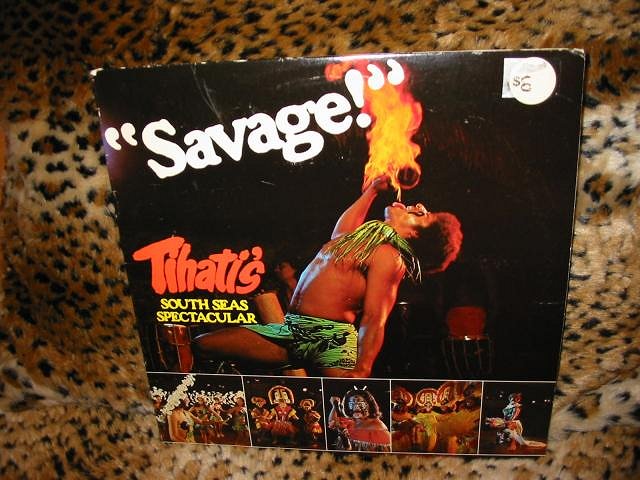 “Savage!”
Tihati's
SOUTH SEAS
SPECTACULAR
$6